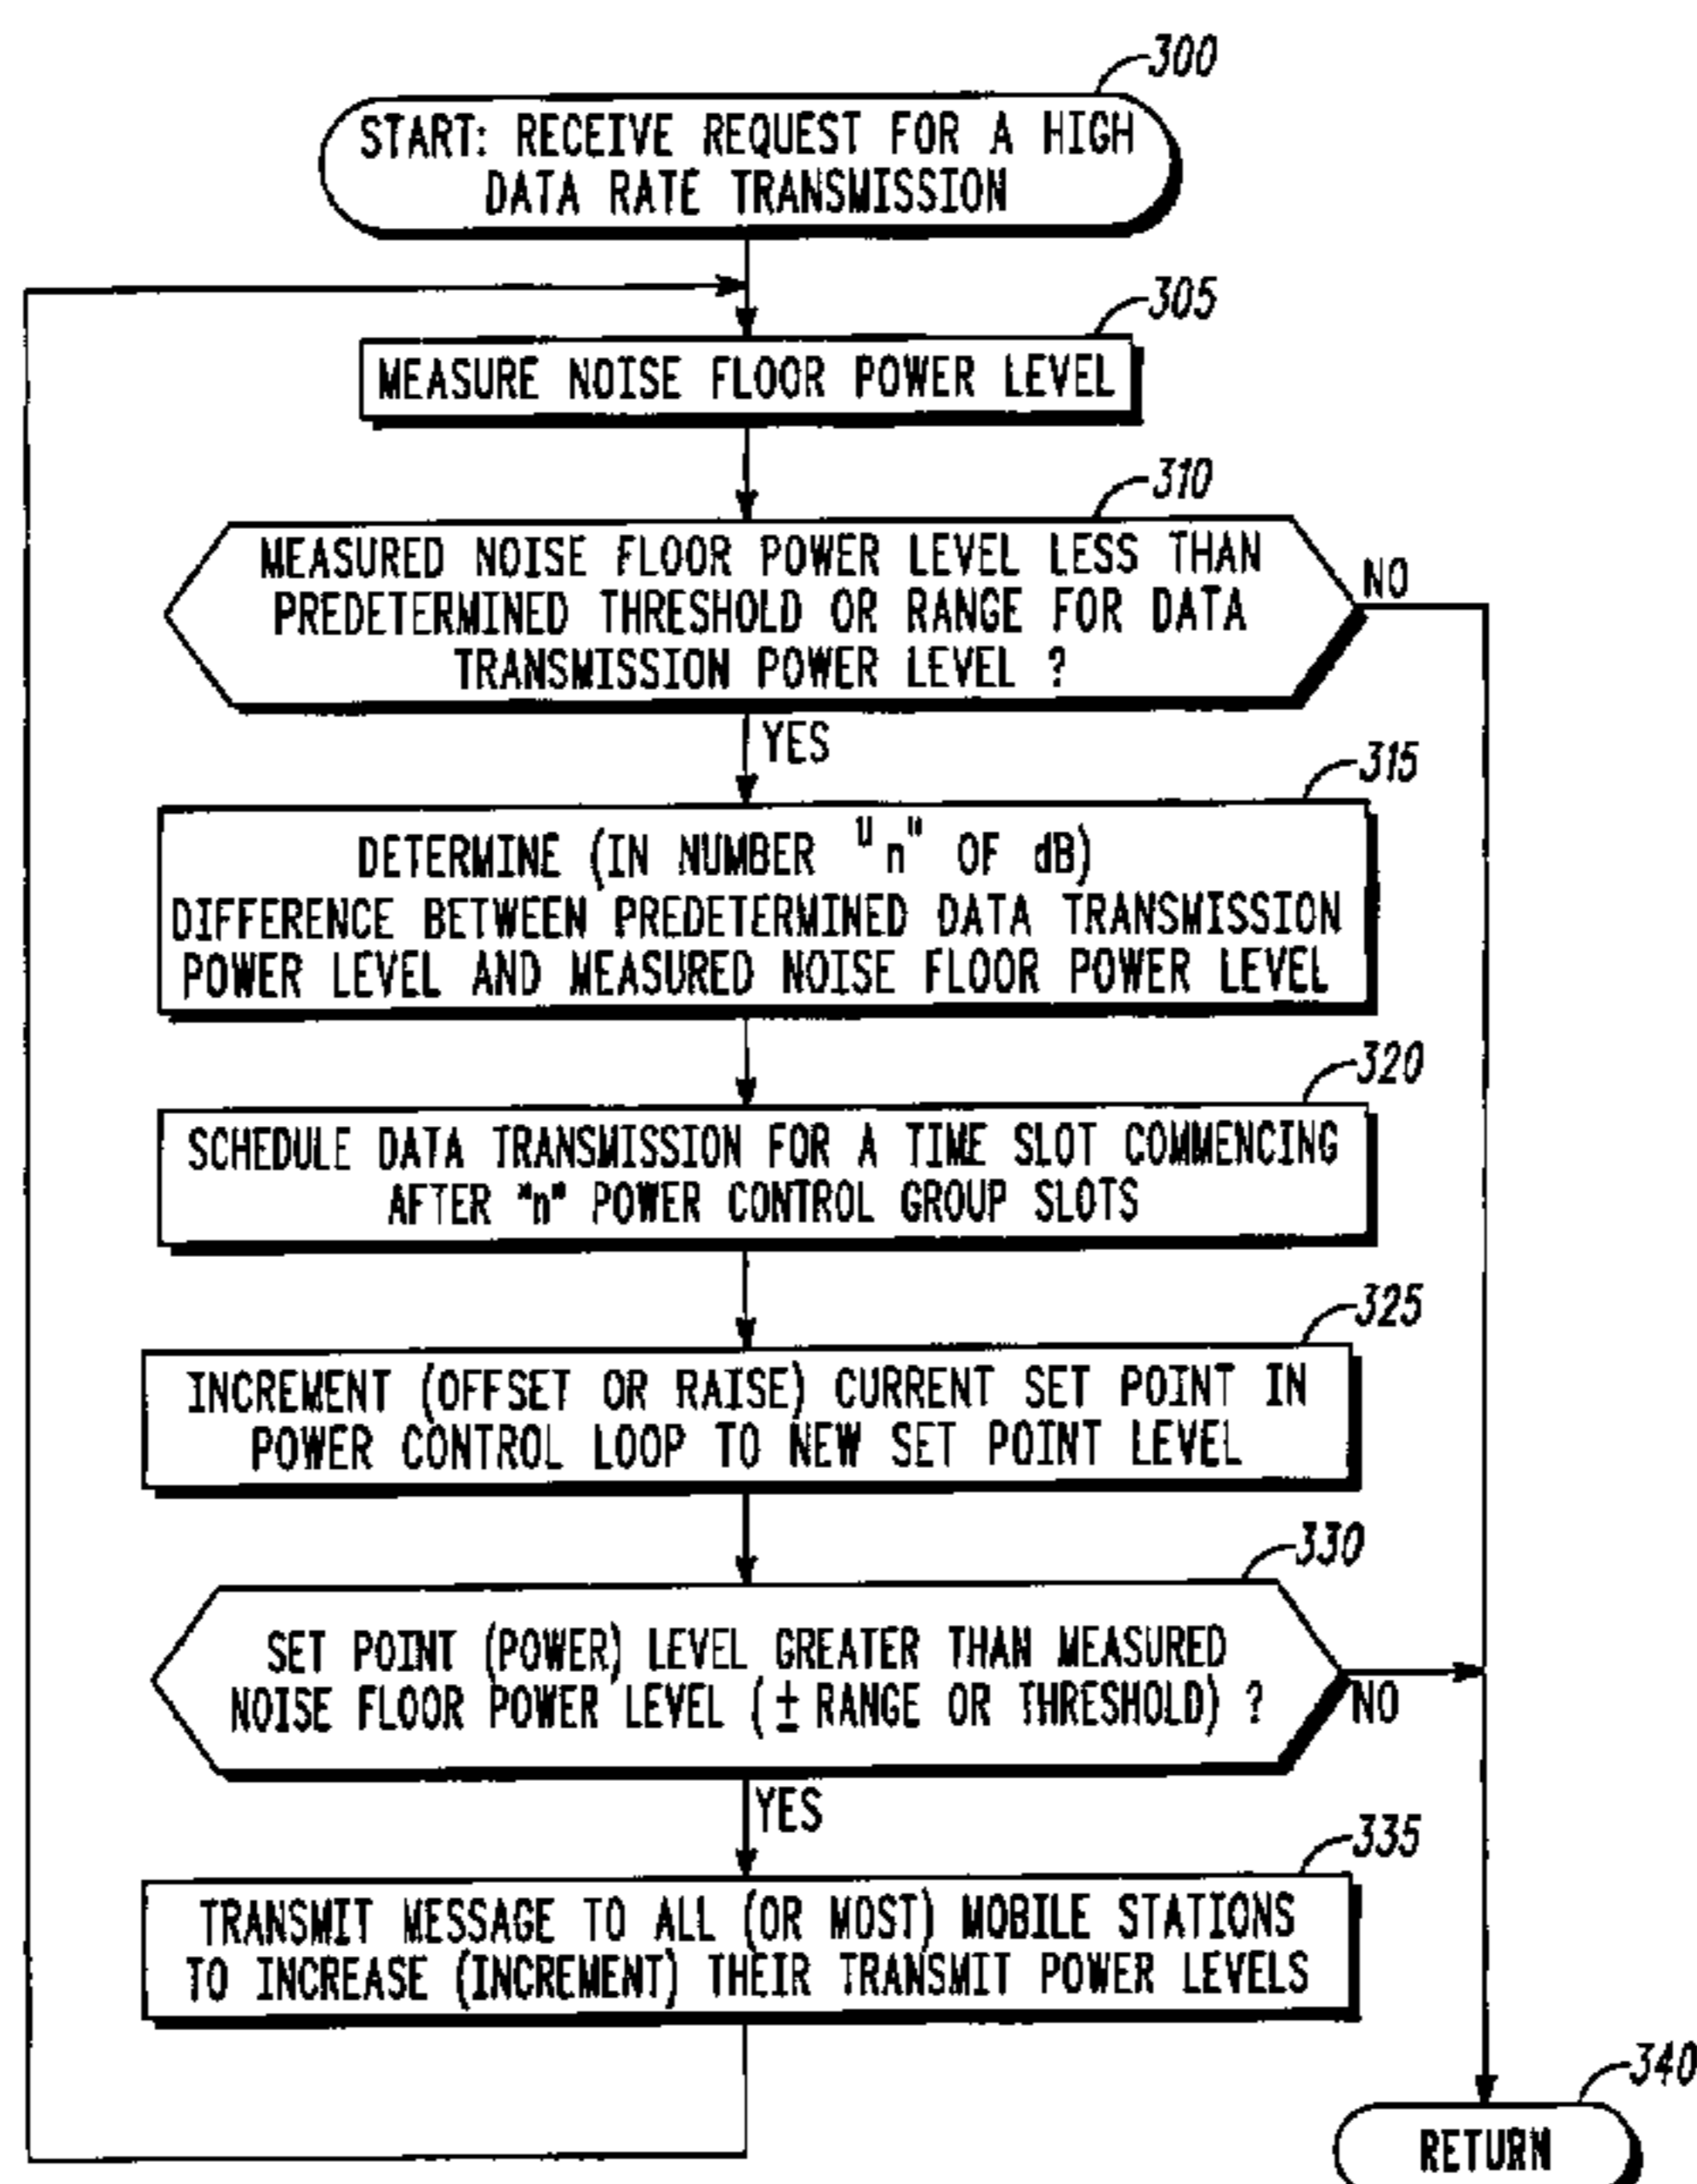 300
START: RECEIVE REQUEST FOR A HIGH
DATA RATE TRANSMISSION
305
MEASURE NOISE FLOOR POWER LEVEL
310
MEASURED NOISE FLOOR POWER LEVEL LESS THAN
PREDETERMINED THRESHOLD OR RANGE FOR DATA
TRANSMISSION POWER LEVEL ?
NO
YES
315
DETERMINE (IN NUMBER "n" OF dB)
DIFFERENCE BETWEEN PREDETERMINED DATA TRANSMISSION
POWER LEVEL AND MEASURED NOISE FLOOR POWER LEVEL
320
SCHEDULE DATA TRANSMISSION FOR A TIME SLOT COMMENCING
AFTER "n" POWER CONTROL GROUP SLOTS
325
INCREMENT (OFFSET OR RAISE) CURRENT SET POINT IN
POWER CONTROL LOOP TO NEW SET POINT LEVEL
330
SET POINT (POWER) LEVEL GREATER THAN MEASURED
NOISE FLOOR POWER LEVEL (± RANGE OR THRESHOLD) ?
NO
YES
335
TRANSMIT MESSAGE TO ALL (OR MOST) MOBILE STATIONS
TO INCREASE (INCREMENT) THEIR TRANSMIT POWER LEVELS
340
RETURN